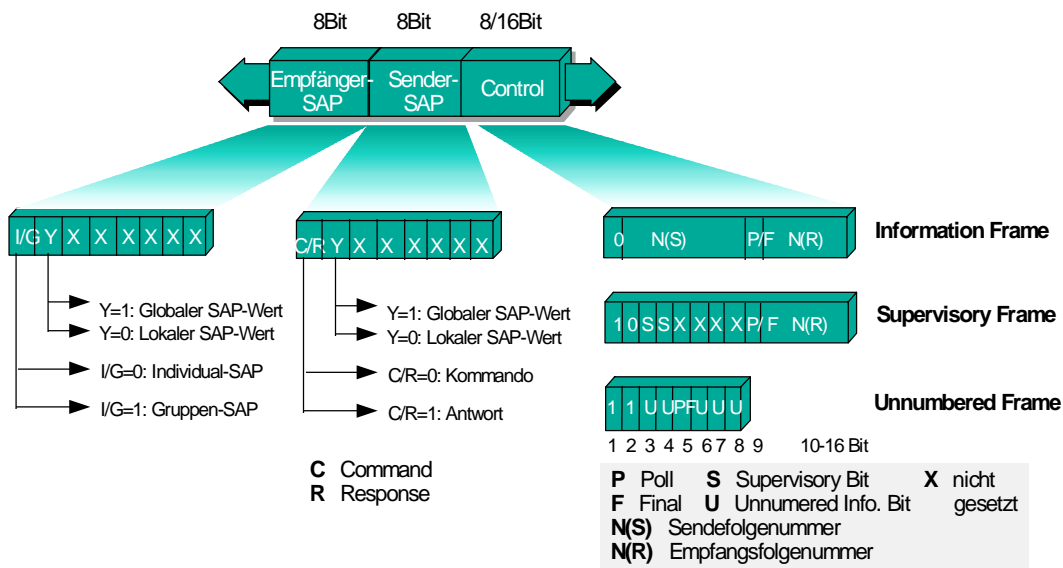 8Bit 8Bit 8/16Bit
Empfänger-SAP Sender-SAP Control
I/G Y X X X X X X
Y=1: Globaler SAP-Wert
Y=0: Lokaler SAP-Wert
I/G=0: Individual-SAP
I/G=1: Gruppen-SAP
C/R Y X X X X X X
Y=1: Globaler SAP-Wert
Y=0: Lokaler SAP-Wert
C/R=0: Kommando
C/R=1: Antwort
C Command
R Response
0 N(S) P/F N(R) Information Frame
1 0 S S X X X X P/F N(R) Supervisory Frame
1 1 U U PF U U U Unnumbered Frame
1 2 3 4 5 6 7 8 9 10-16 Bit
P Poll S Supervisory Bit X nicht
F Final U Unnumered Info. Bit gesetzt
N(S) Sendefolgenummer
N(R) Empfangsfolgenummer